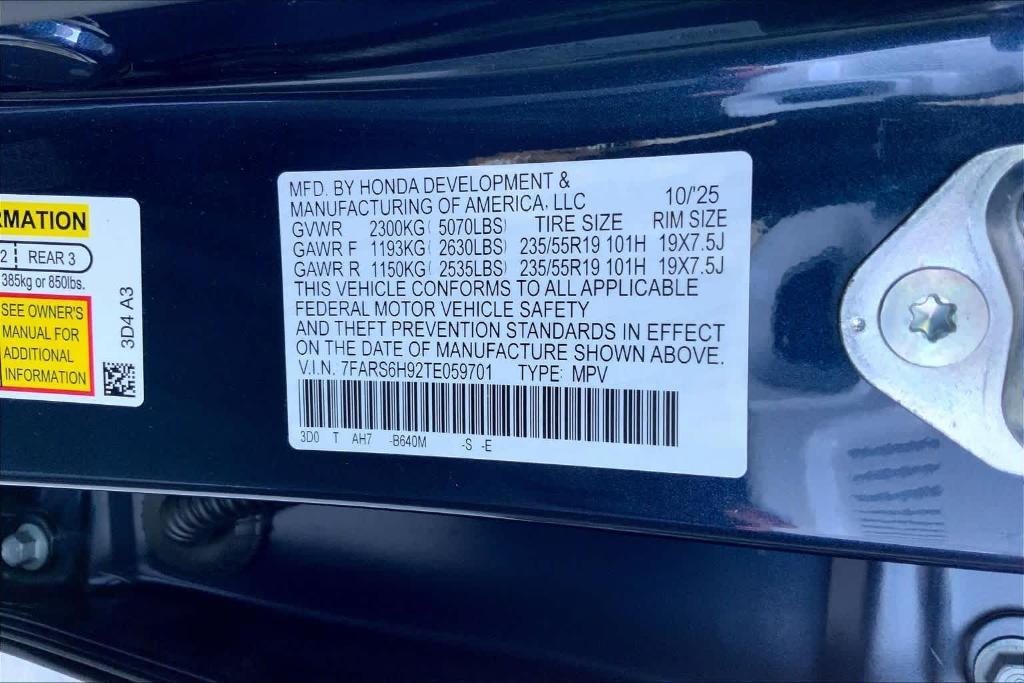 RMATION
2 REAR 3
385kg or 850lbs.
SEE OWNER'S
MANUAL FOR
ADDITIONAL
INFORMATION
3D4 A3
MFD. BY HONDA DEVELOPMENT &
MANUFACTURING OF AMERICA, LLC 10/'25
GVWR 2300KG( 5070LBS) TIRE SIZE RIM SIZE
GAWR F 1193KG( 2630LBS) 235/55R19 101H 19X7.5J
GAWR R 1150KG( 2535LBS) 235/55R19 101H 19X7.5J
THIS VEHICLE CONFORMS TO ALL APPLICABLE
FEDERAL MOTOR VEHICLE SAFETY
AND THEFT PREVENTION STANDARDS IN EFFECT
ON THE DATE OF MANUFACTURE SHOWN ABOVE.
V.I.N. 7FARS6H92TE059701 TYPE: MPV
3D0 T AH7 -B640M -S -E